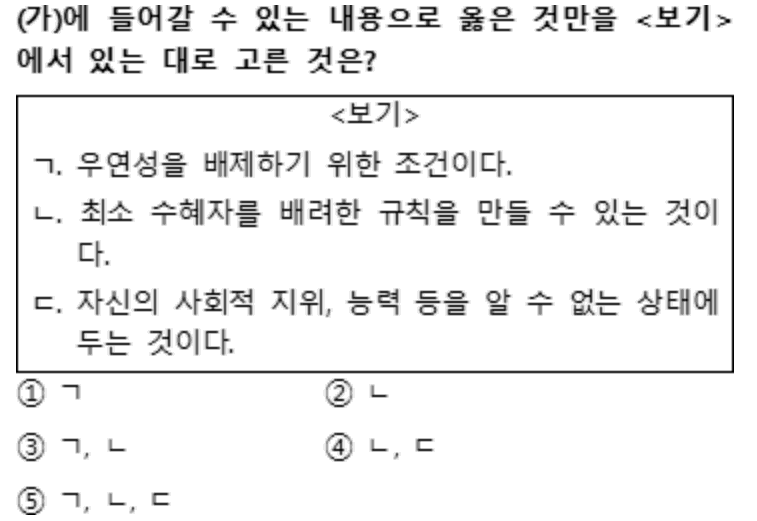 (가)에 들어갈 수 있는 내용으로 옳은 것만을 <보기>
에서 있는 대로 고른 것은?
<보기>
ㄱ. 우연성을 배제하기 위한 조건이다.
ㄴ. 최소 수혜자를 배려한 규칙을 만들 수 있는 것이
다.
ㄷ. 자신의 사회적 지위, 능력 등을 알 수 없는 상태에
두는 것이다.
① ㄱ ② ㄴ
③ ㄱ, ㄴ ④ ㄴ, ㄷ
⑤ ㄱ, ㄴ, ㄷ